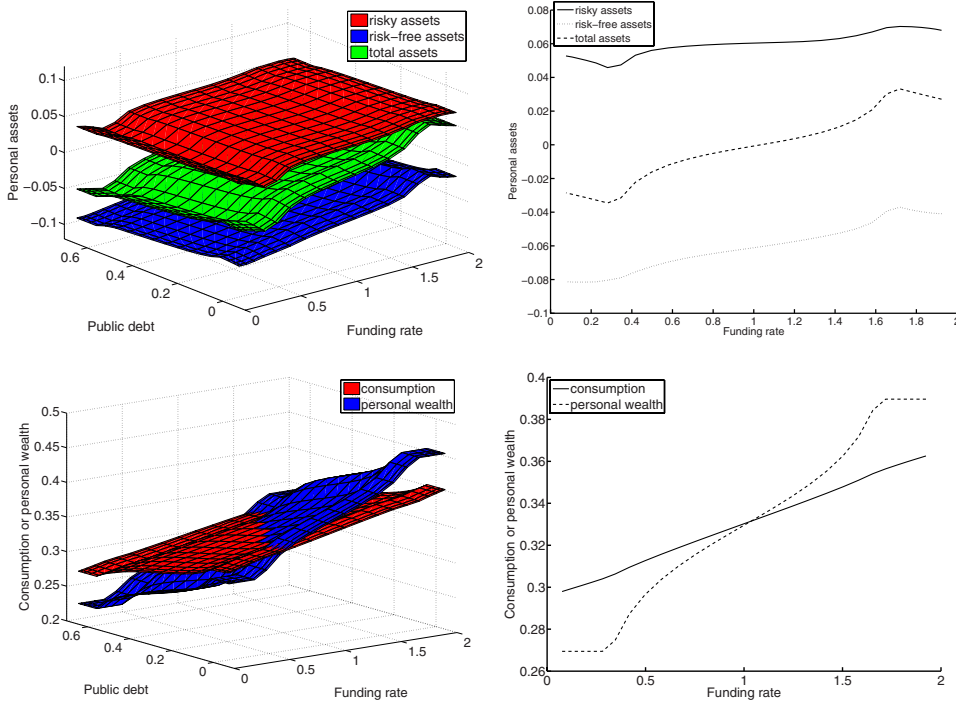 risky assets
risk-free assets
total assets
0.1
0.05
0
−0.05
−0.1
Personal assets
0.6
0.4
0.2
0
Public debt
0
0.5
1
1.5
2
Funding rate
risky assets
risk-free assets
total assets
0.08
0.06
0.04
0.02
0
−0.02
−0.04
−0.06
−0.08
−0.1
Personal assets
0 0.2 0.4 0.6 0.8 1 1.2 1.4 1.6 1.8 2
Funding rate
consumption
personal wealth
0.5
0.45
0.4
0.35
0.3
0.25
0.2
Consumption or personal wealth
0.6
0.4
0.2
0
Public debt
0
0.5
1
1.5
2
Funding rate
consumption
personal wealth
0.4
0.38
0.36
0.34
0.32
0.3
0.28
0.26
Consumption or personal wealth
0 0.5 1 1.5 2
Funding rate